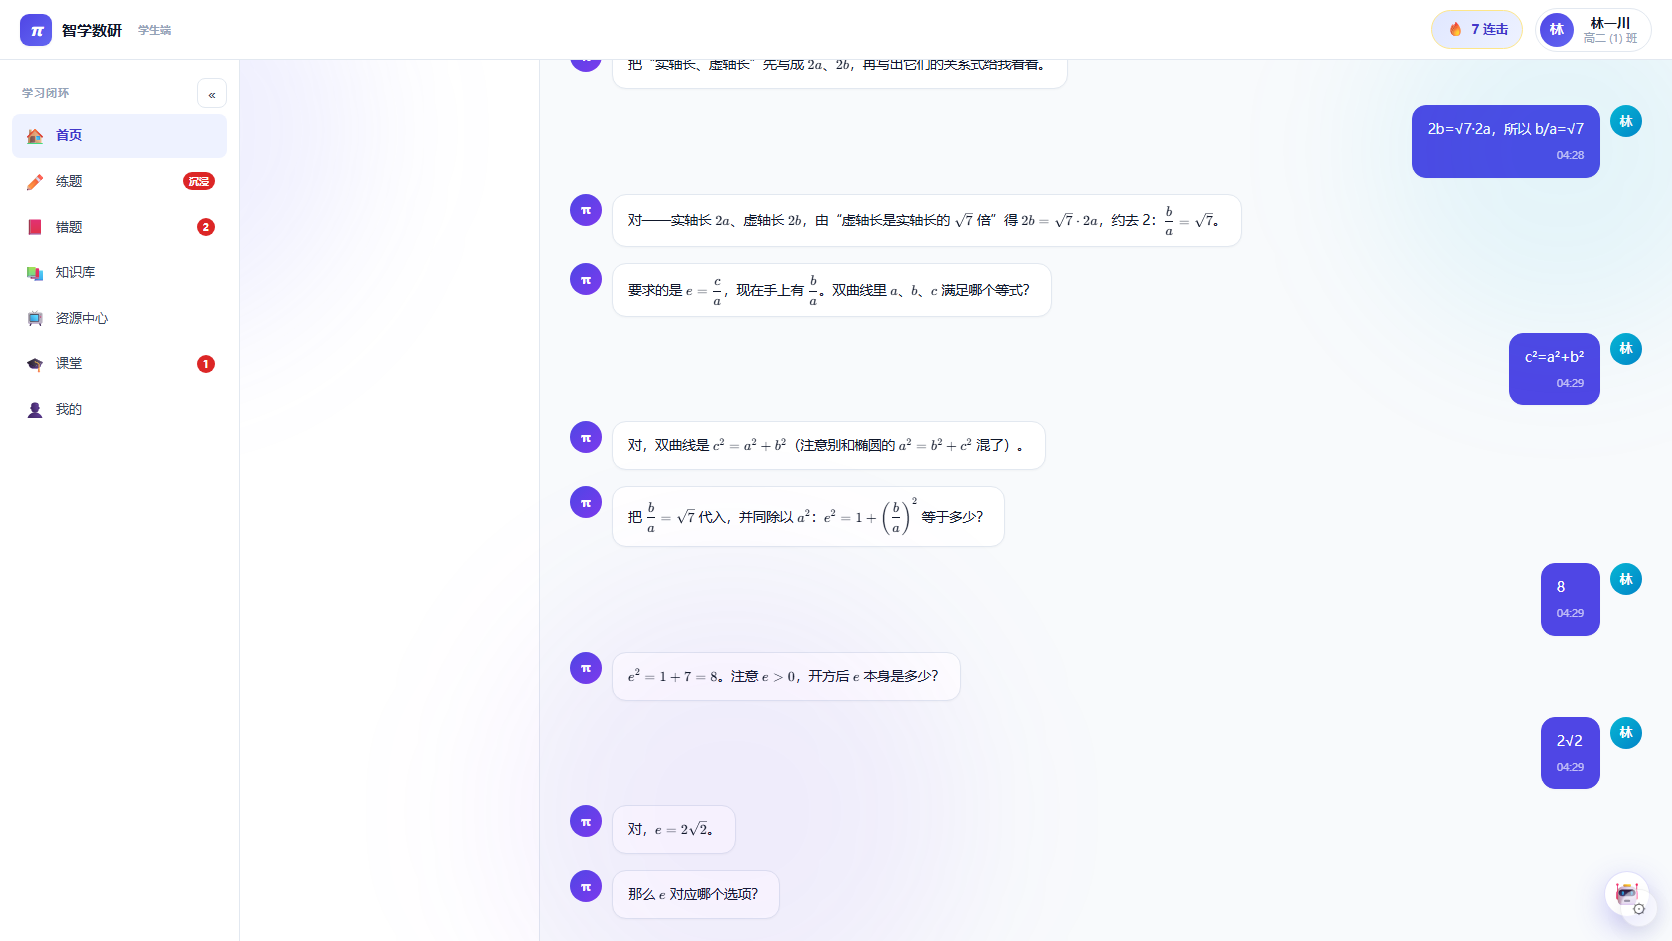 π 智学数研 学生端
7 连击
林 林一川
高二 (1) 班
学习闭环 «
首页
练题 沉浸
错题 2
知识库
资源中心
课堂 1
我的
把“实轴长、虚轴长”先写成 2a、2b，再写出它们的关系式给我看看。
2b=√7·2a，所以 b/a=√7
04:28
林
π 对——实轴长 2a、虚轴长 2b，由“虚轴长是实轴长的 √7 倍”得 2b = √7 · 2a，约去 2：b/a = √7。
π 要求的是 e = c/a，现在手上有 b/a。双曲线里 a、b、c 满足哪个等式？
c²=a²+b²
04:29
林
π 对，双曲线是 c² = a² + b²（注意别和椭圆的 a² = b² + c² 混了）。
π 把 b/a = √7 代入，并同除以 a²：e² = 1 + (b/a)² 等于多少？
8
04:29
林
π e² = 1 + 7 = 8。注意 e > 0，开方后 e 本身是多少？
2√2
04:29
林
π 对，e = 2√2。
π 那么 e 对应哪个选项？